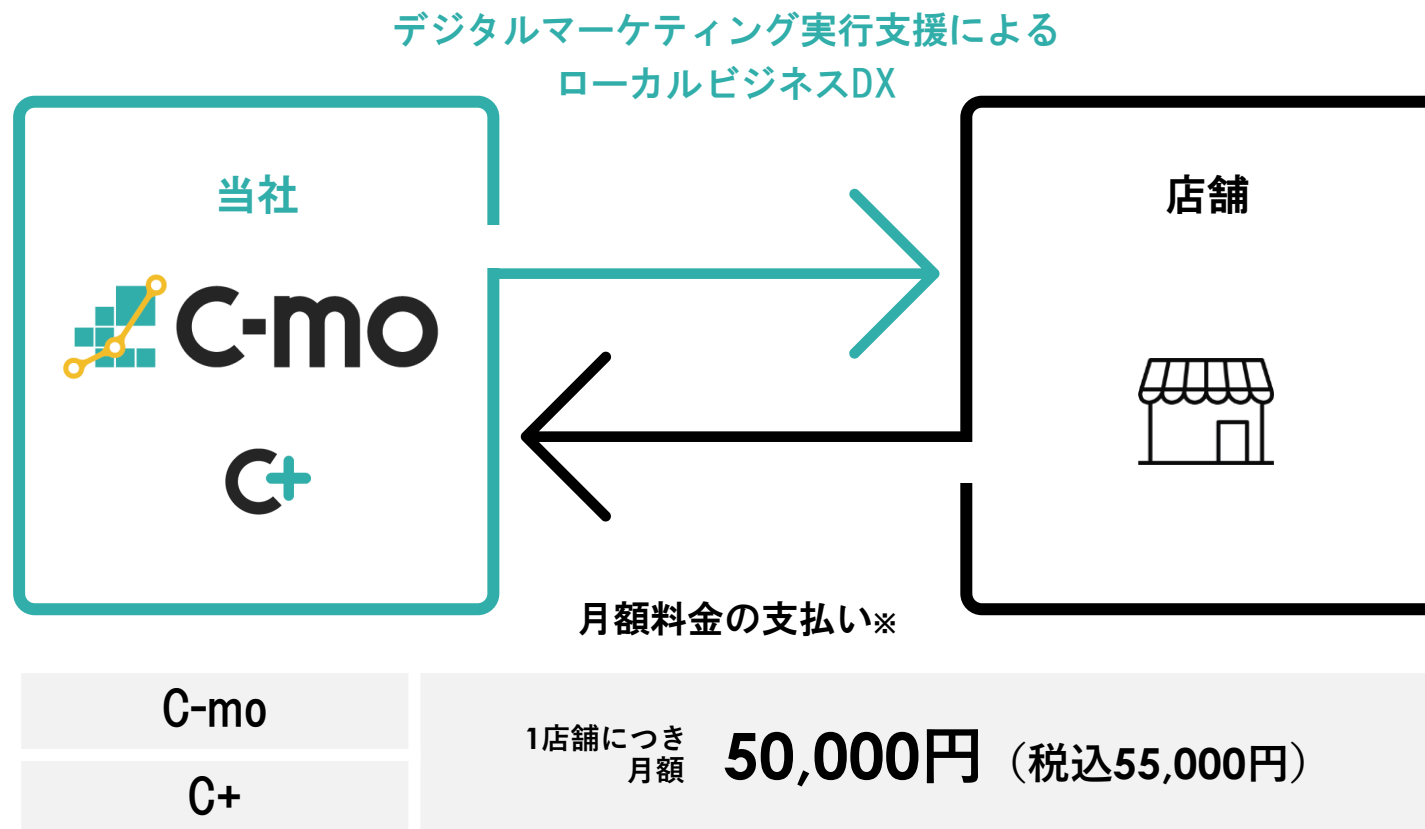 デジタルマーケティング実行支援による
ローカルビジネスDX
当社
店舗
C-mo
C+
月額料金の支払い※
C-mo
C+
1店舗につき
月額
50,000円（税込55,000円）